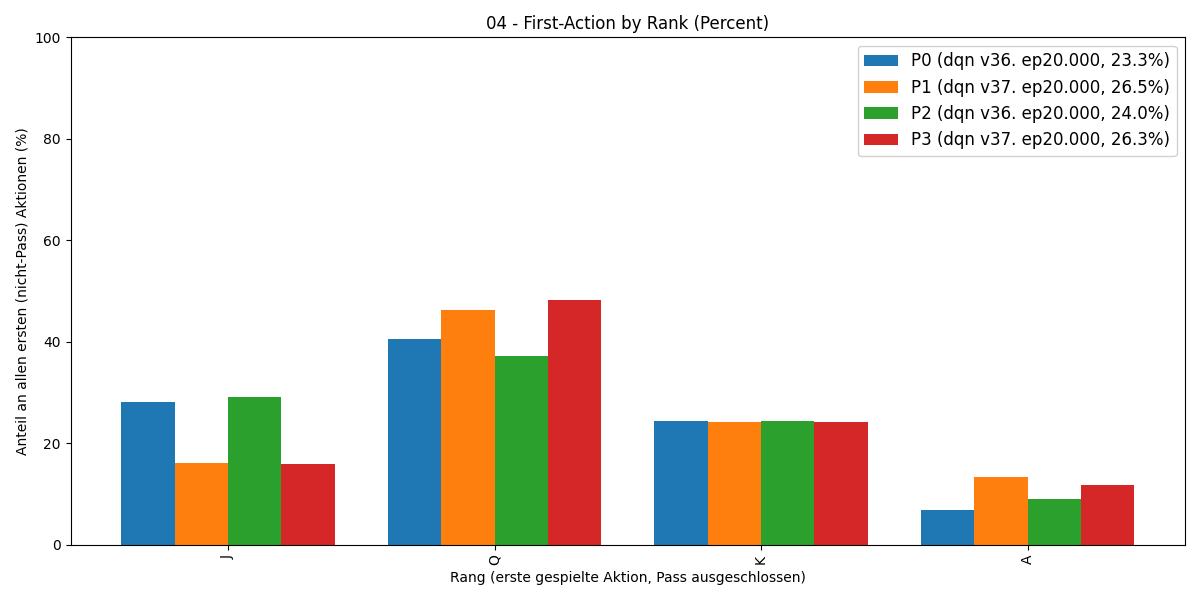 04 - First-Action by Rank (Percent)
P0 (dqn v36. ep20.000, 23.3%)
P1 (dqn v37. ep20.000, 26.5%)
P2 (dqn v36. ep20.000, 24.0%)
P3 (dqn v37. ep20.000, 26.3%)
Anteil an allen ersten (nicht-Pass) Aktionen (%)
100
80
60
40
20
0
J
Q
K
A
Rang (erste gespielte Aktion, Pass ausgeschlossen)